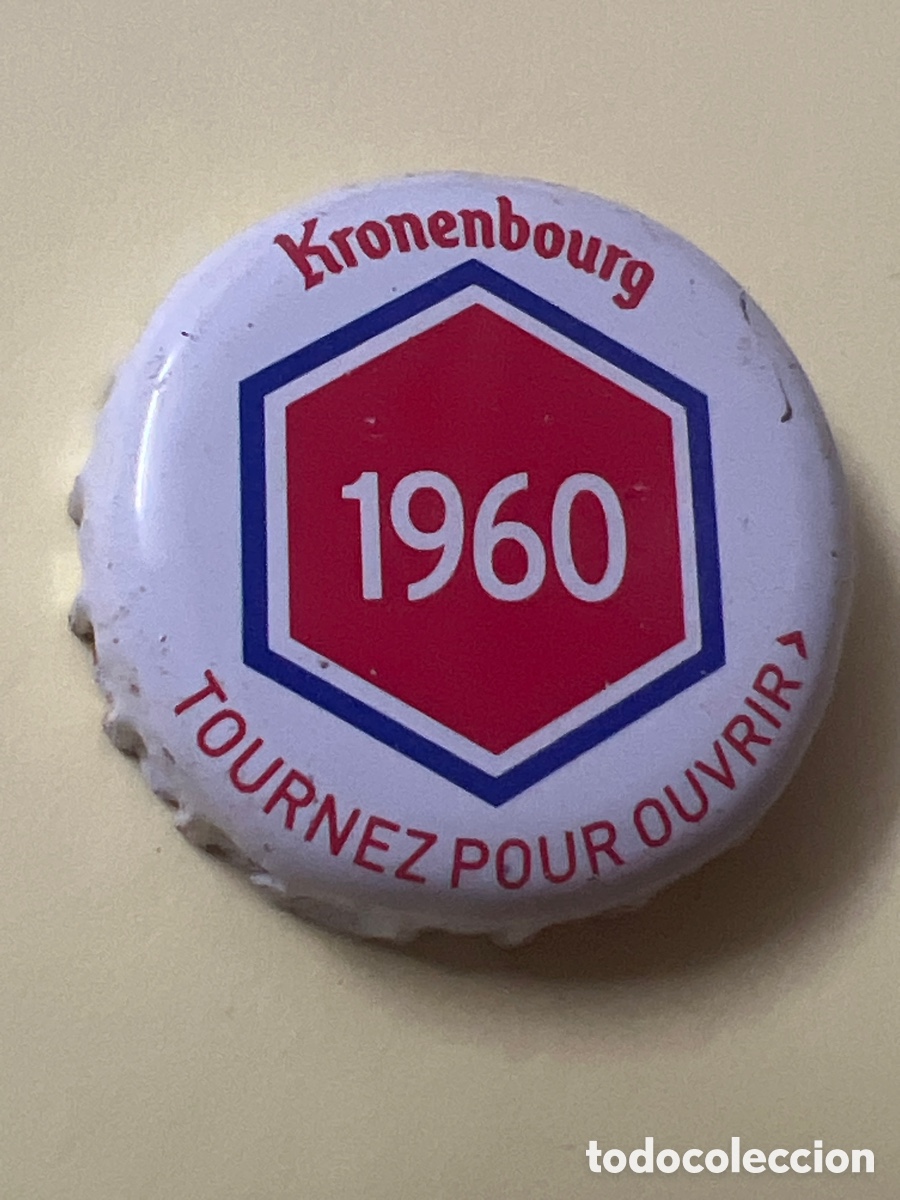 Kronenbourg
1960
TOURNEZ POUR OUVRIR >
todocoleccion